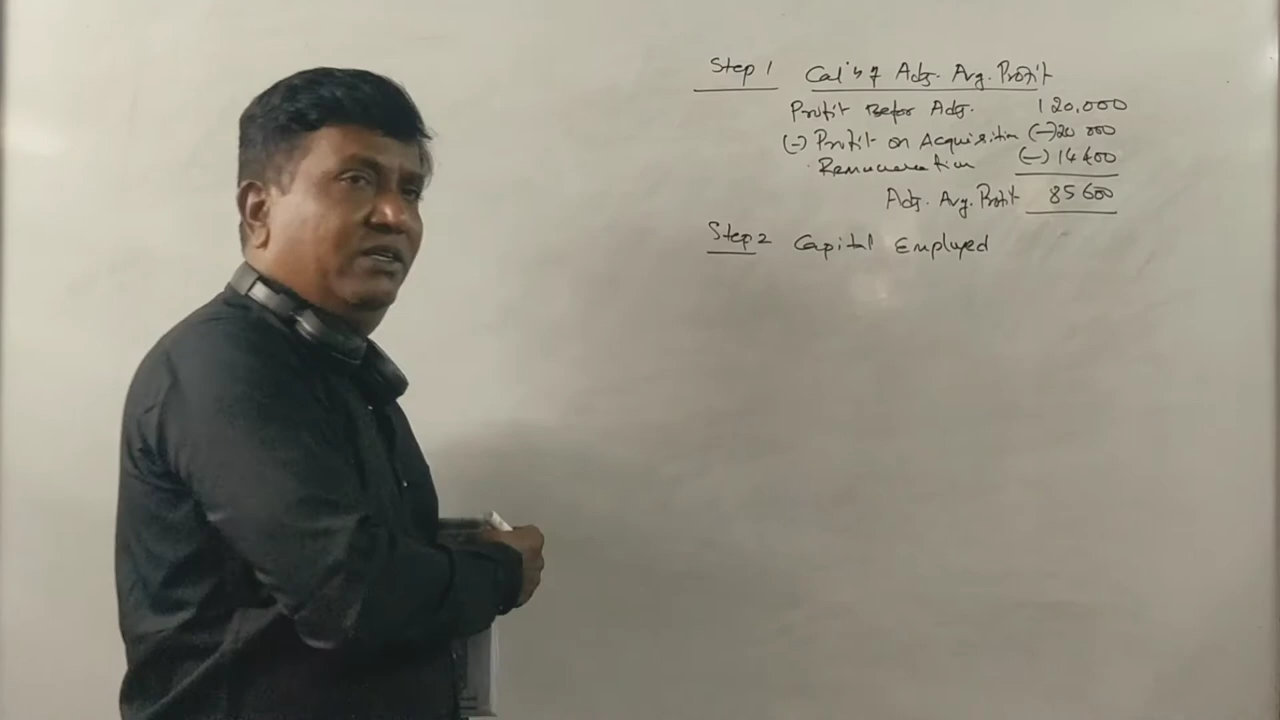 Step 1 Cal'n of Adj. Avg. Profit
Profit Before Adj. 120,000
(-) Profit on Acquisition (-) 20 000
Remuneration (-) 14 400
Adj. Avg. Profit 85 600
Step 2 Capital Employed